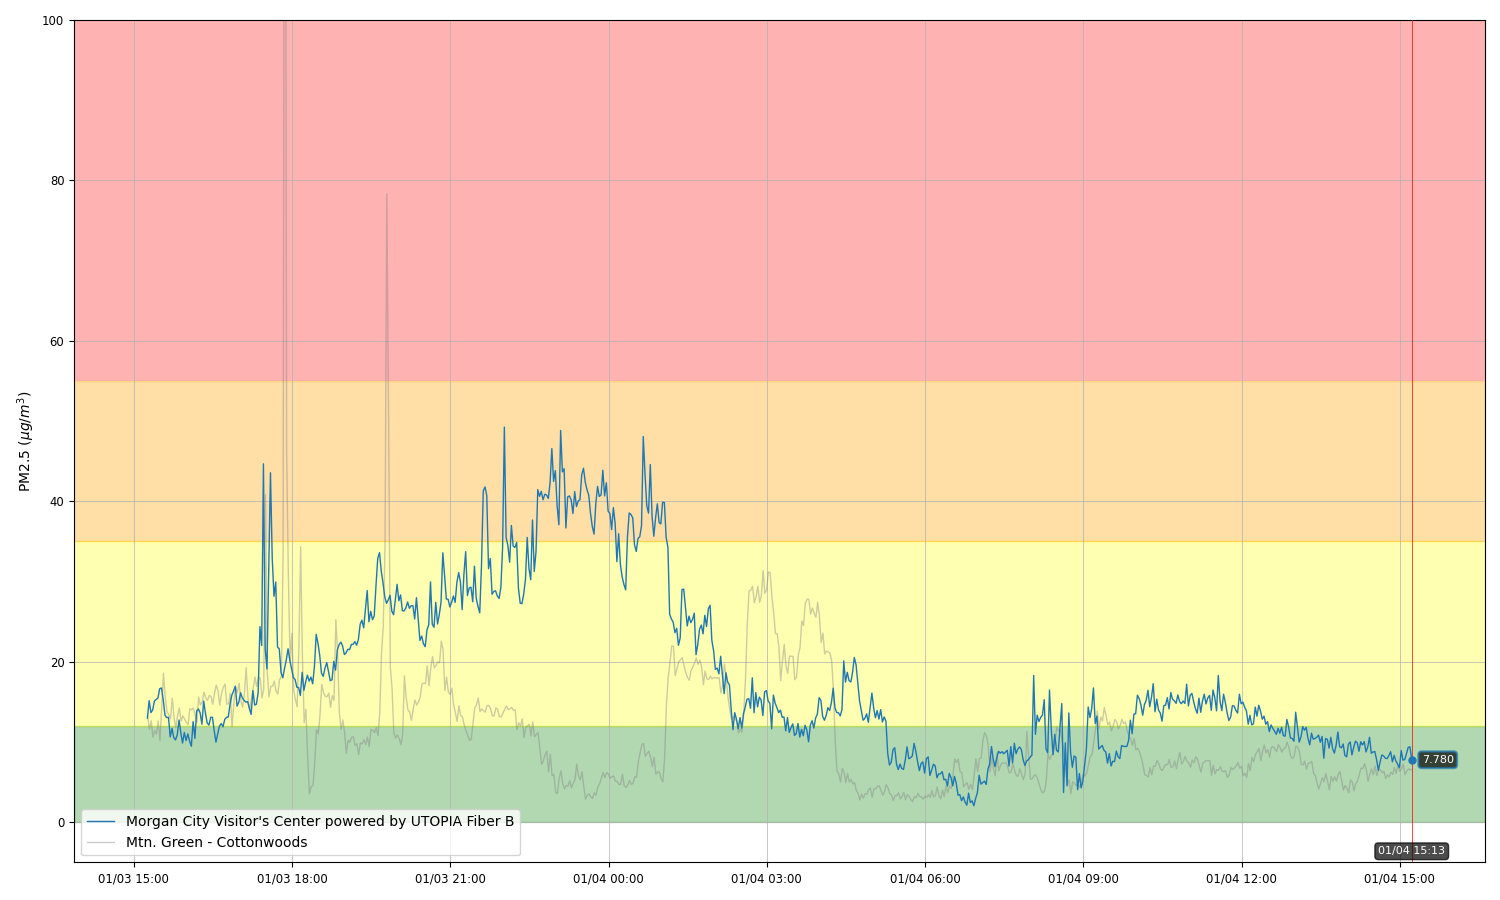 100
80
60
40
20
0
PM2.5 (μg/m³)
7.780
Morgan City Visitor's Center powered by UTOPIA Fiber B
Mtn. Green - Cottonwoods
01/04 15:13
01/03 15:00 01/03 18:00 01/03 21:00 01/04 00:00 01/04 03:00 01/04 06:00 01/04 09:00 01/04 12:00 01/04 15:00